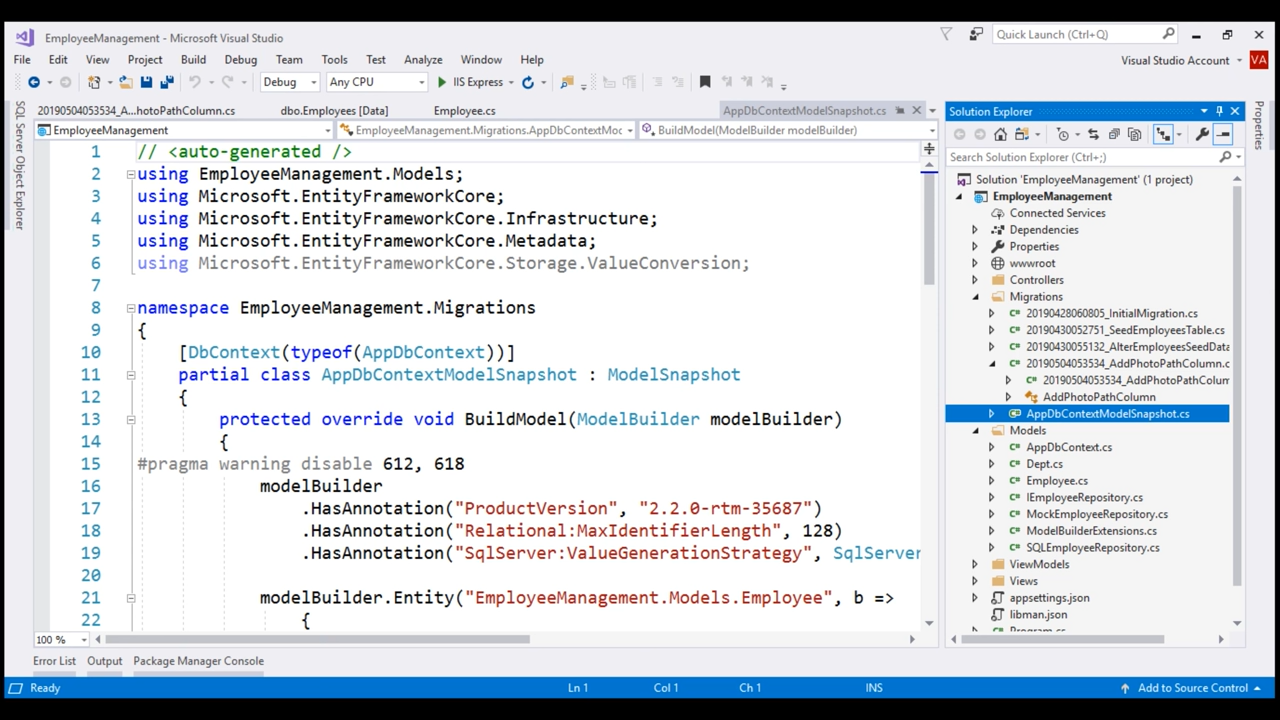 EmployeeManagement - Microsoft Visual Studio
Quick Launch (Ctrl+Q)
File Edit View Project Build Debug Team Tools Test Analyze Window Help
Visual Studio Account VA
Debug Any CPU IIS Express
20190504053534_A...hotoPathColumn.cs dbo.Employees [Data] Employee.cs AppDbContextModelSnapshot.cs
EmployeeManagement EmployeeManagement.Migrations.AppDbContextMoc BuildModel(ModelBuilder modelBuilder)
SQL Server Object Explorer
1 // <auto-generated />
2 using EmployeeManagement.Models;
3 using Microsoft.EntityFrameworkCore;
4 using Microsoft.EntityFrameworkCore.Infrastructure;
5 using Microsoft.EntityFrameworkCore.Metadata;
6 using Microsoft.EntityFrameworkCore.Storage.ValueConversion;
7
8 namespace EmployeeManagement.Migrations
9 {
10 [DbContext(typeof(AppDbContext))]
11 partial class AppDbContextModelSnapshot : ModelSnapshot
12 {
13 protected override void BuildModel(ModelBuilder modelBuilder)
14 {
15 #pragma warning disable 612, 618
16 modelBuilder
17 .HasAnnotation("ProductVersion", "2.2.0-rtm-35687")
18 .HasAnnotation("Relational:MaxIdentifierLength", 128)
19 .HasAnnotation("SqlServer:ValueGenerationStrategy", SqlServer
20
21 modelBuilder.Entity("EmployeeManagement.Models.Employee", b =>
22 {
100 %
Solution Explorer
Search Solution Explorer (Ctrl+;)
Solution 'EmployeeManagement' (1 project)
EmployeeManagement
Connected Services
Dependencies
Properties
wwwroot
Controllers
Migrations
20190428060805_InitialMigration.cs
20190430052751_SeedEmployeesTable.cs
20190430055132_AlterEmployeesSeedData
20190504053534_AddPhotoPathColumn.c
20190504053534_AddPhotoPathColum
AddPhotoPathColumn
AppDbContextModelSnapshot.cs
Models
AppDbContext.cs
Dept.cs
Employee.cs
IEmployeeRepository.cs
MockEmployeeRepository.cs
ModelBuilderExtensions.cs
SQLEmployeeRepository.cs
ViewModels
Views
appsettings.json
libman.json
Program.cs
Properties
Error List Output Package Manager Console
Ready Ln 1 Col 1 Ch 1 INS Add to Source Control